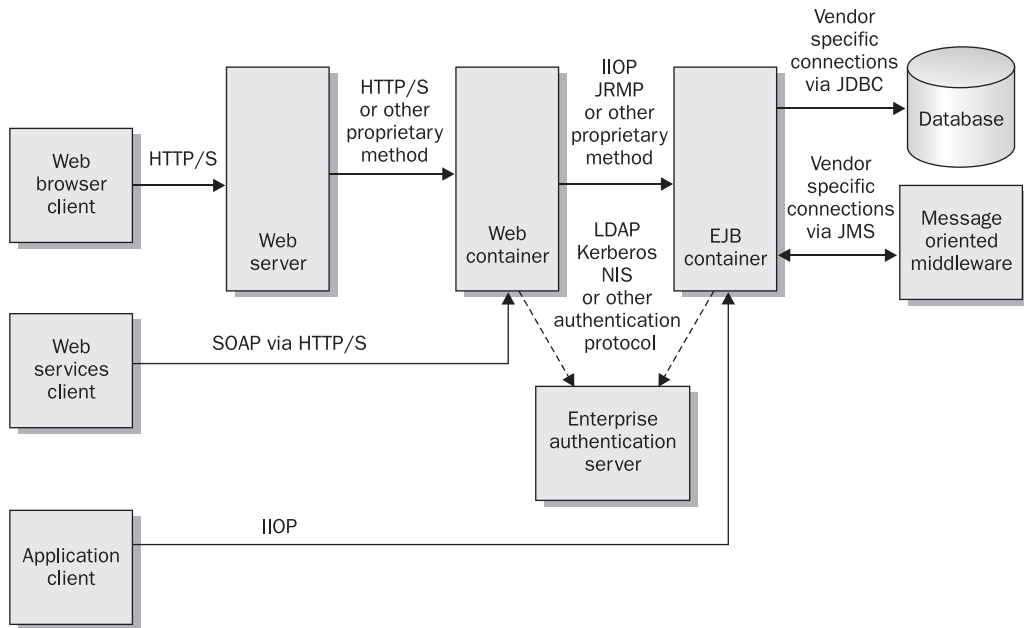 Web
browser
client
HTTP/S
Web
server
HTTP/S
or other
proprietary
method
Web
container
IIOP
JRMP
or other
proprietary
method
EJB
container
Vendor
specific
connections
via JDBC
Database
Vendor
specific
connections
via JMS
Message
oriented
middleware
LDAP
Kerberos
NIS
or other
authentication
protocol
Web
services
client
SOAP via HTTP/S
Enterprise
authentication
server
Application
client
IIOP